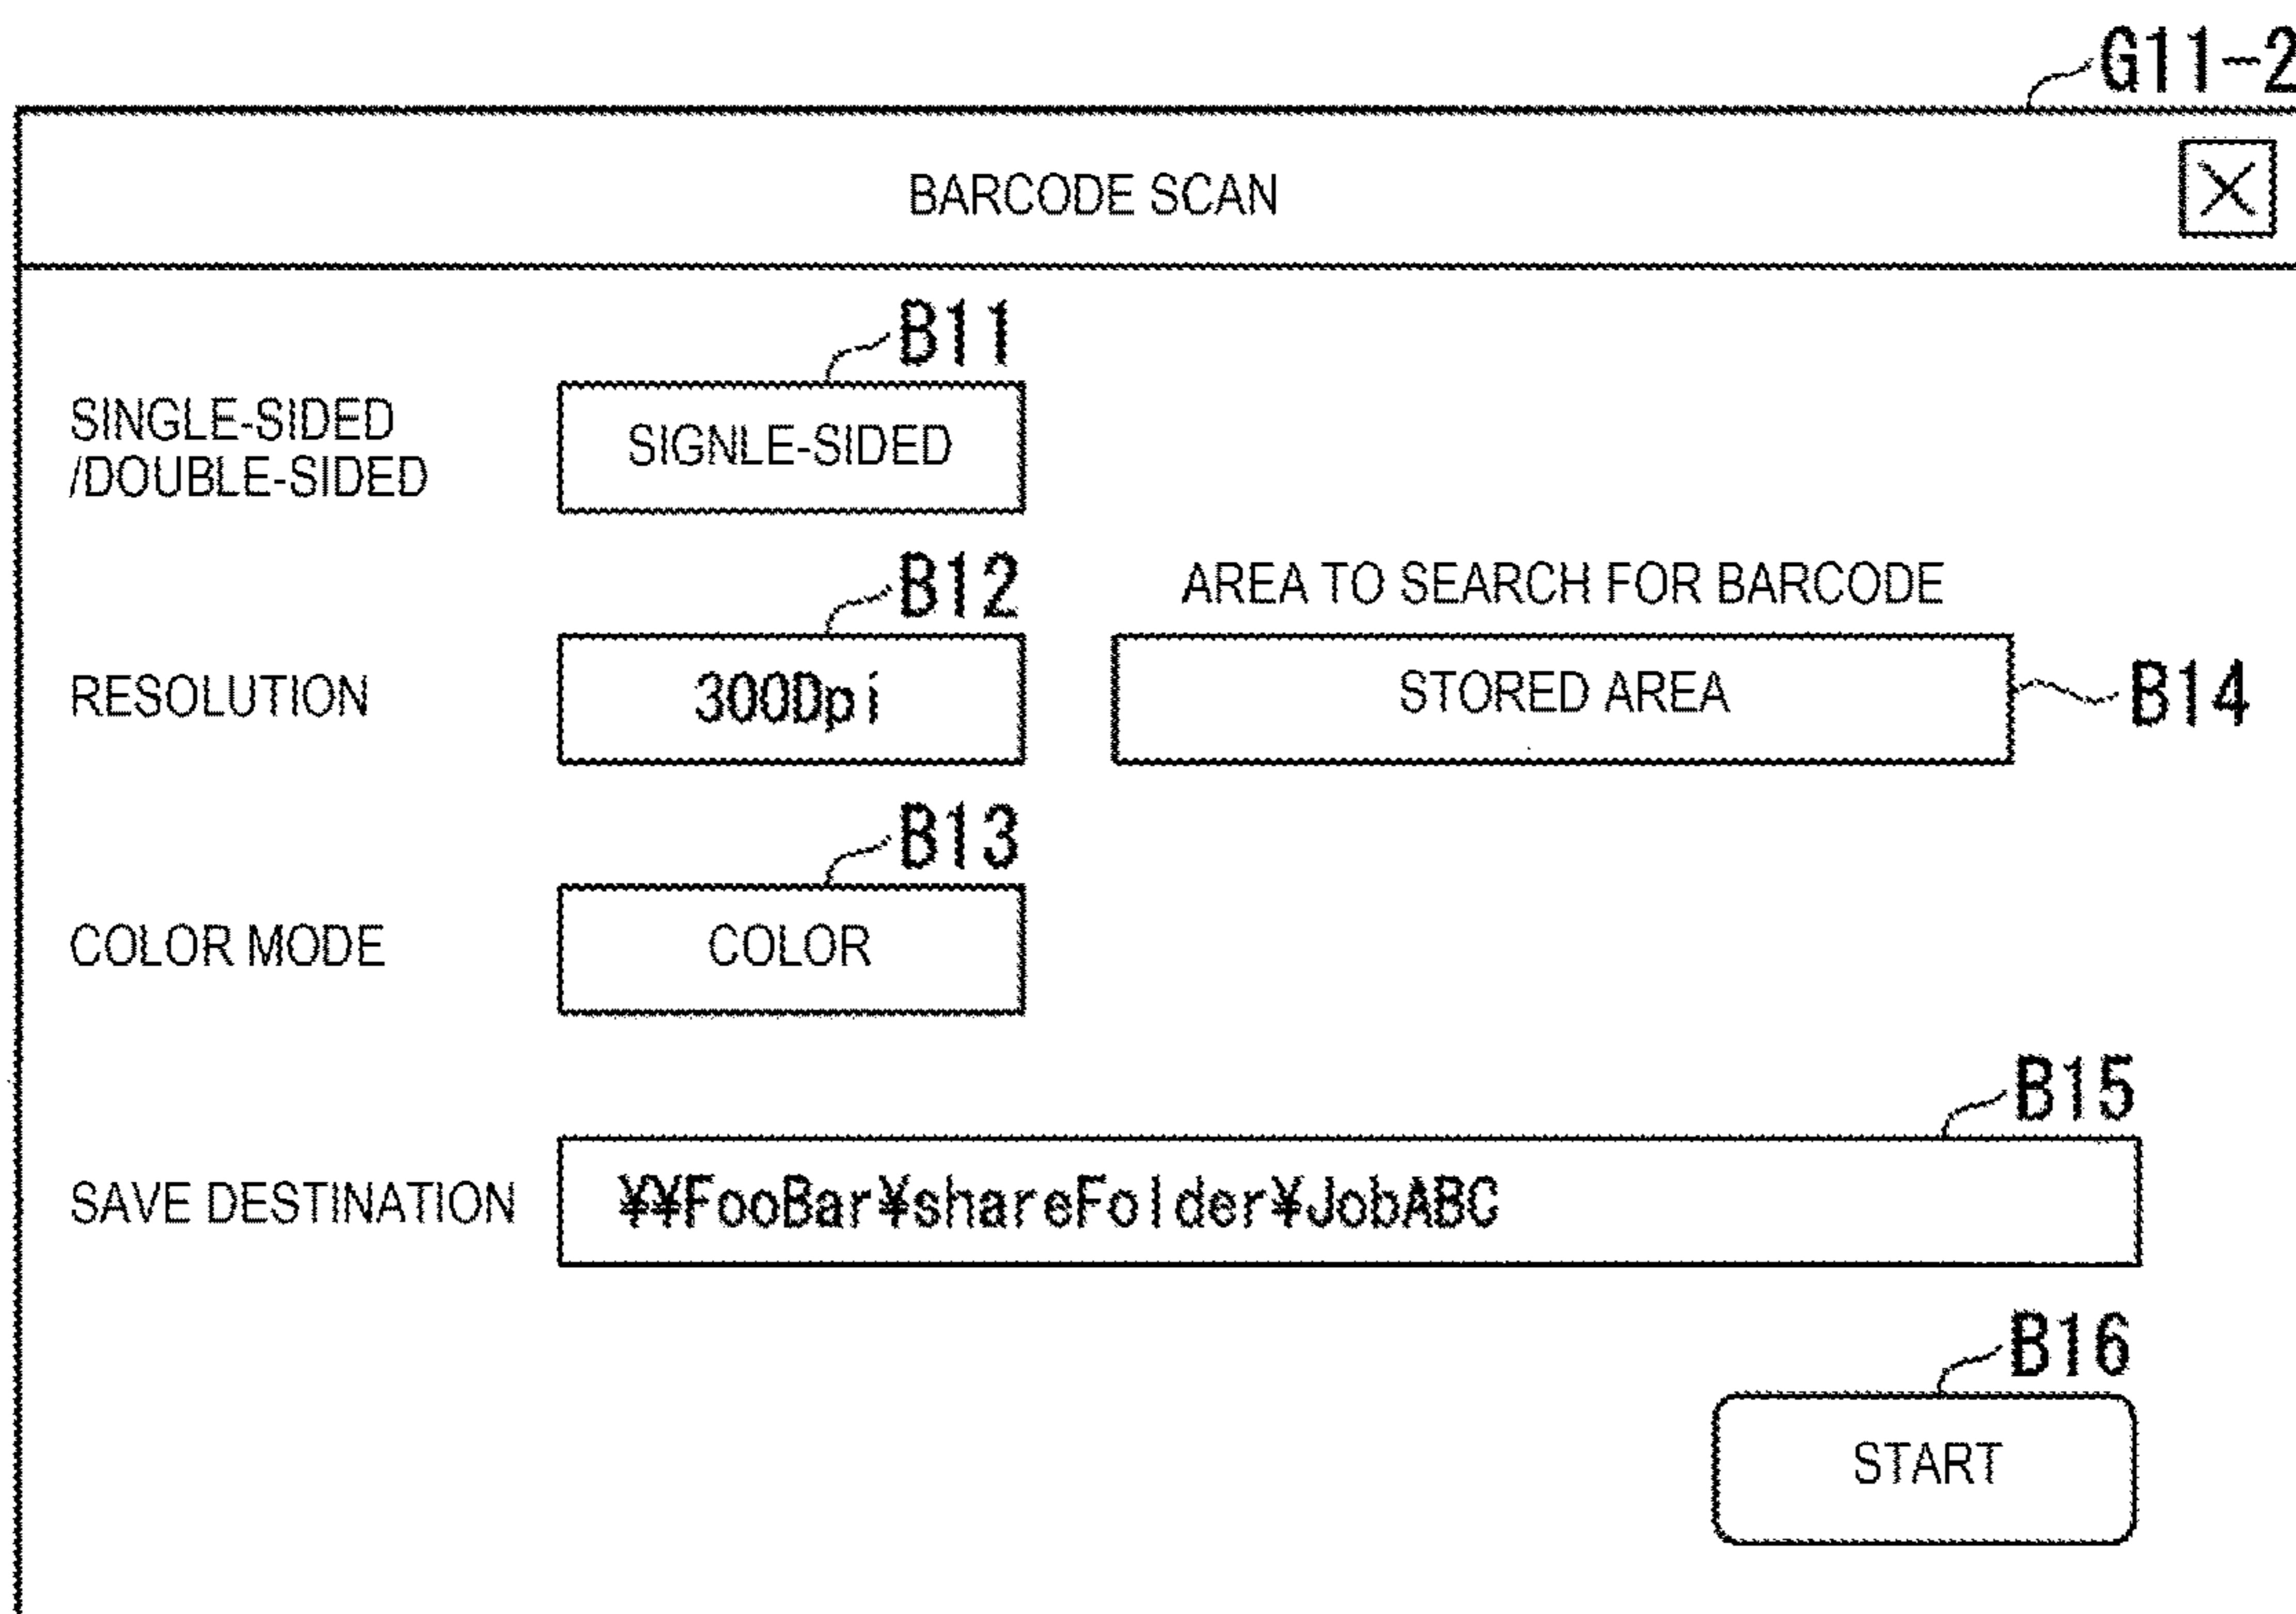 G11-2
BARCODE SCAN
B11
SINGLE-SIDED
/DOUBLE-SIDED
SIGNLE-SIDED
B12
AREA TO SEARCH FOR BARCODE
RESOLUTION
300Dpi
STORED AREA
B14
B13
COLOR MODE
COLOR
B15
SAVE DESTINATION
¥¥FooBar¥shareFolder¥JobABC
B16
START